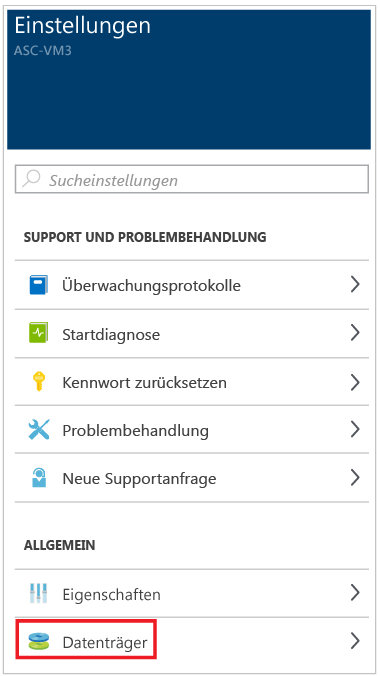 Einstellungen
ASC-VM3
Sucheinstellungen
SUPPORT UND PROBLEMBEHANDLUNG
Überwachungsprotokolle
Startdiagnose
Kennwort zurücksetzen
Problembehandlung
Neue Supportanfrage
ALLGEMEIN
Eigenschaften
Datenträger